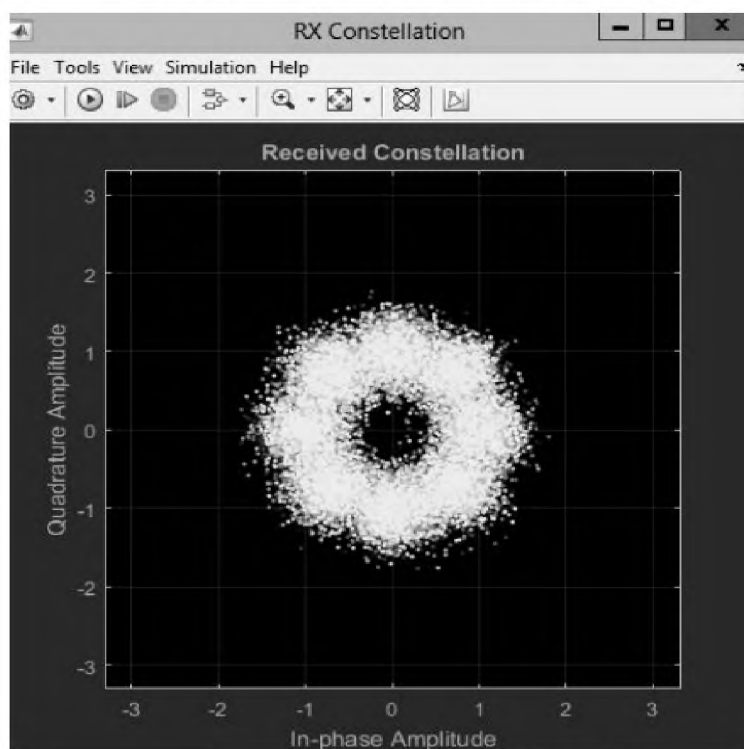 RX Constellation
File Tools View Simulation Help
Received Constellation
3
2
1
0
-1
-2
-3
Quadrature Amplitude
-3 -2 -1 0 1 2 3
In-phase Amplitude